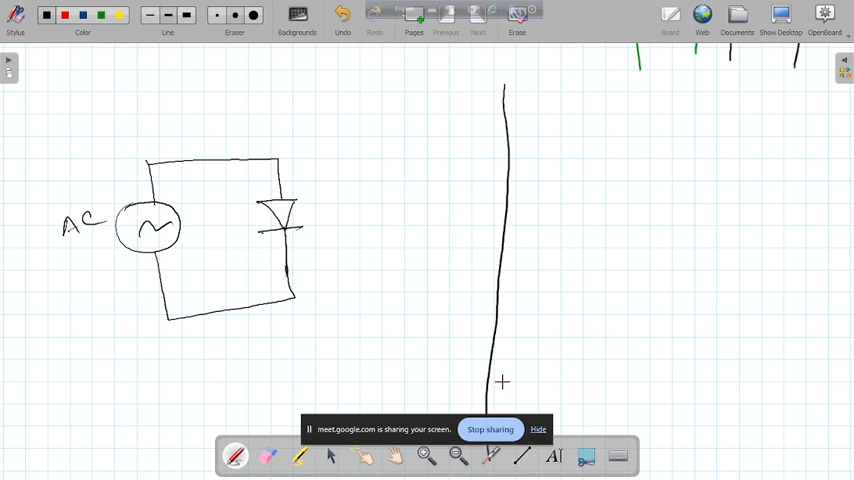 English
Stylus
Color
Line
Eraser
Backgrounds
Undo
Redo
Pages
Previous
Next
Erase
Board
Web
Documents
Show Desktop
OpenBoard
AC
meet.google.com is sharing your screen.
Stop sharing
Hide